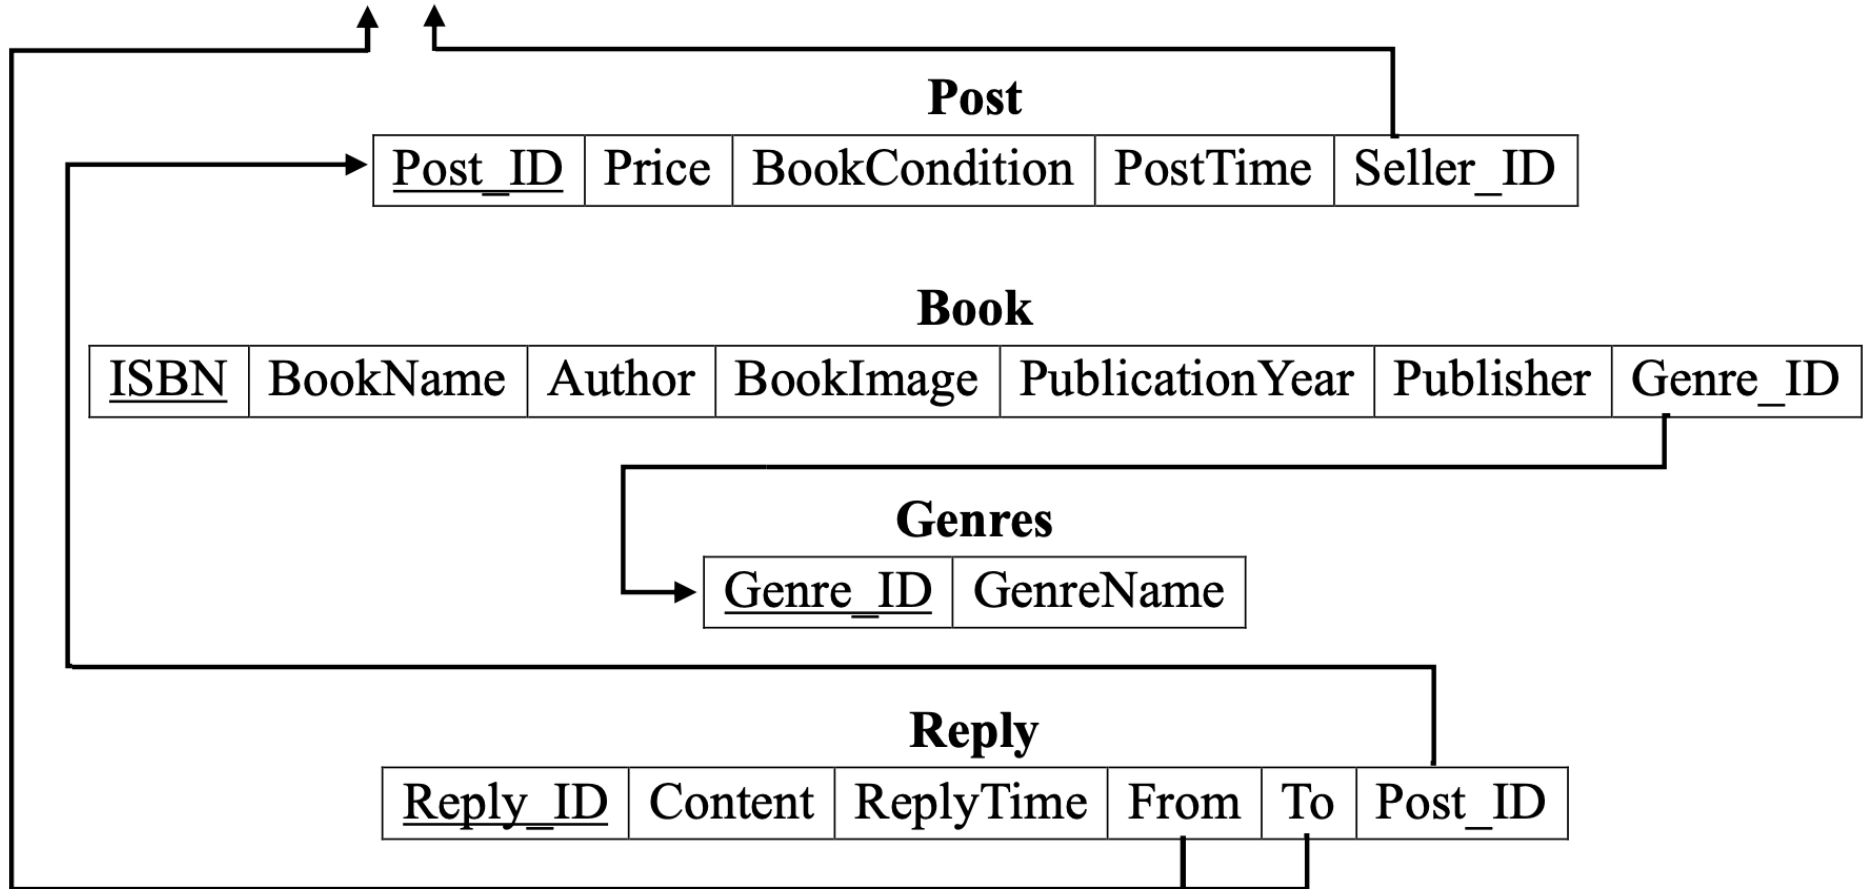 Post
Post_ID Price BookCondition PostTime Seller_ID
Book
ISBN BookName Author BookImage PublicationYear Publisher Genre_ID
Genres
Genre_ID GenreName
Reply
Reply_ID Content ReplyTime From To Post_ID